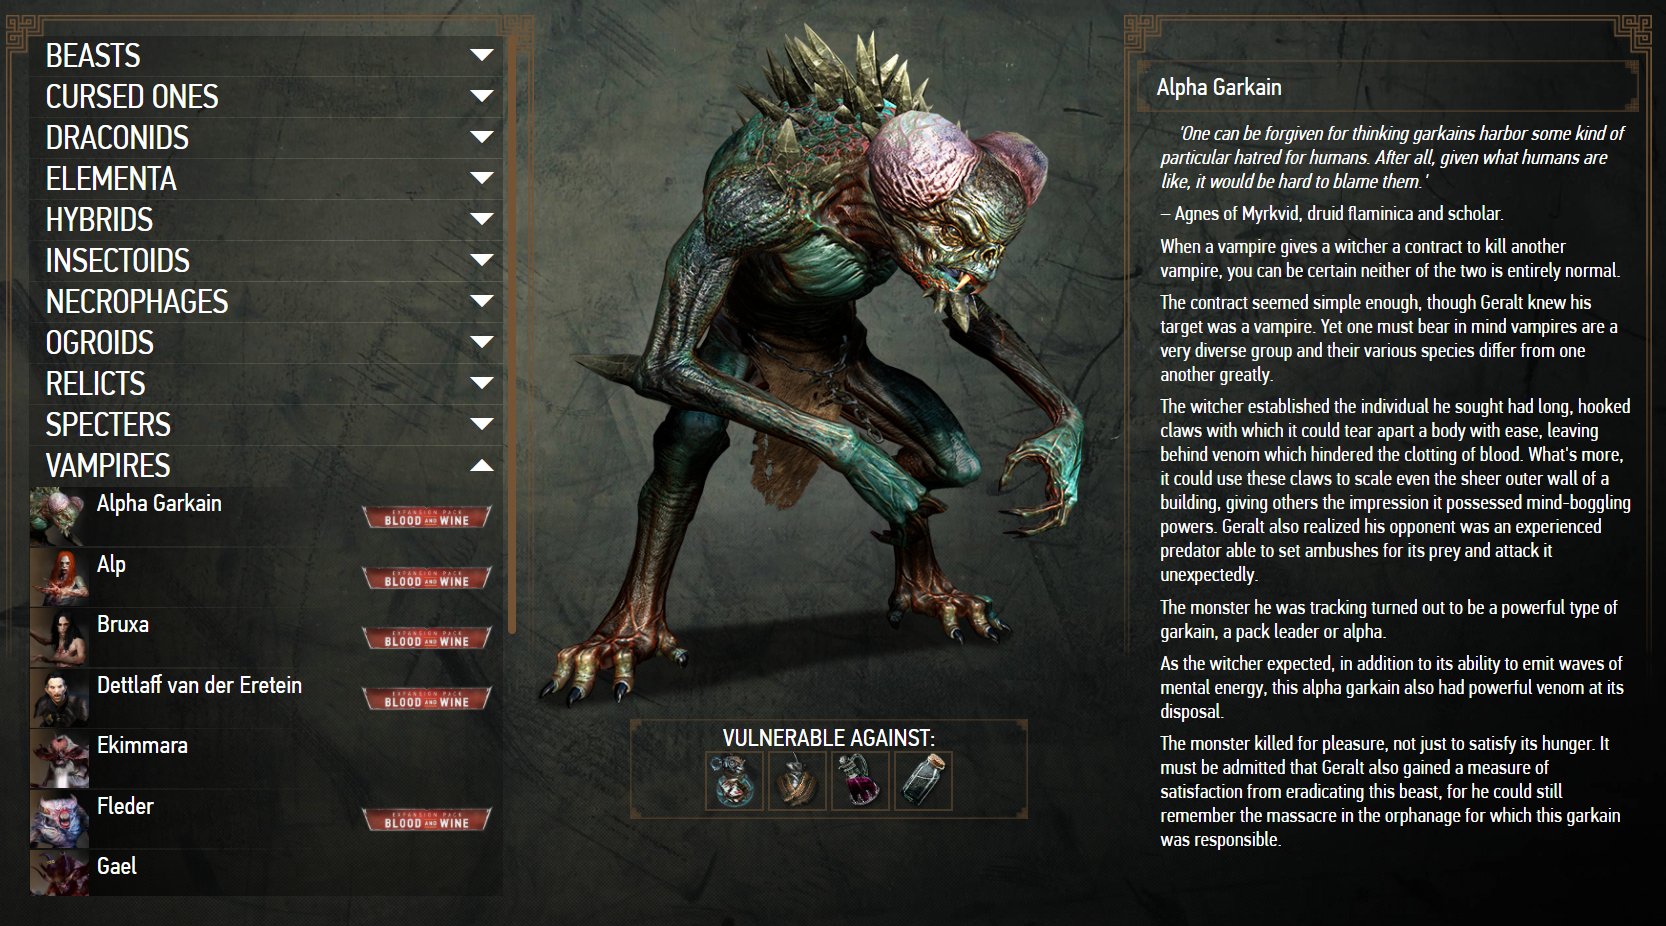 BEASTS
CURSED ONES
DRACONIDS
ELEMENTA
HYBRIDS
INSECTOIDS
NECROPHAGES
OGROIDS
RELICTS
SPECTERS
VAMPIRES
Alpha Garkain
EXPANSION PACK
BLOOD AND WINE
Alp
EXPANSION PACK
BLOOD AND WINE
Bruxa
EXPANSION PACK
BLOOD AND WINE
Dettlaff van der Eretein
EXPANSION PACK
BLOOD AND WINE
Ekimmara
Fleder
EXPANSION PACK
BLOOD AND WINE
Gael
VULNERABLE AGAINST:
Alpha Garkain
'One can be forgiven for thinking garkains harbor some kind of
particular hatred for humans. After all, given what humans are
like, it would be hard to blame them.'
– Agnes of Myrkvid, druid flaminica and scholar.
When a vampire gives a witcher a contract to kill another
vampire, you can be certain neither of the two is entirely normal.
The contract seemed simple enough, though Geralt knew his
target was a vampire. Yet one must bear in mind vampires are a
very diverse group and their various species differ from one
another greatly.
The witcher established the individual he sought had long, hooked
claws with which it could tear apart a body with ease, leaving
behind venom which hindered the clotting of blood. What's more,
it could use these claws to scale even the sheer outer wall of a
building, giving others the impression it possessed mind-boggling
powers. Geralt also realized his opponent was an experienced
predator able to set ambushes for its prey and attack it
unexpectedly.
The monster he was tracking turned out to be a powerful type of
garkain, a pack leader or alpha.
As the witcher expected, in addition to its ability to emit waves of
mental energy, this alpha garkain also had powerful venom at its
disposal.
The monster killed for pleasure, not just to satisfy its hunger. It
must be admitted that Geralt also gained a measure of
satisfaction from eradicating this beast, for he could still
remember the massacre in the orphanage for which this garkain
was responsible.